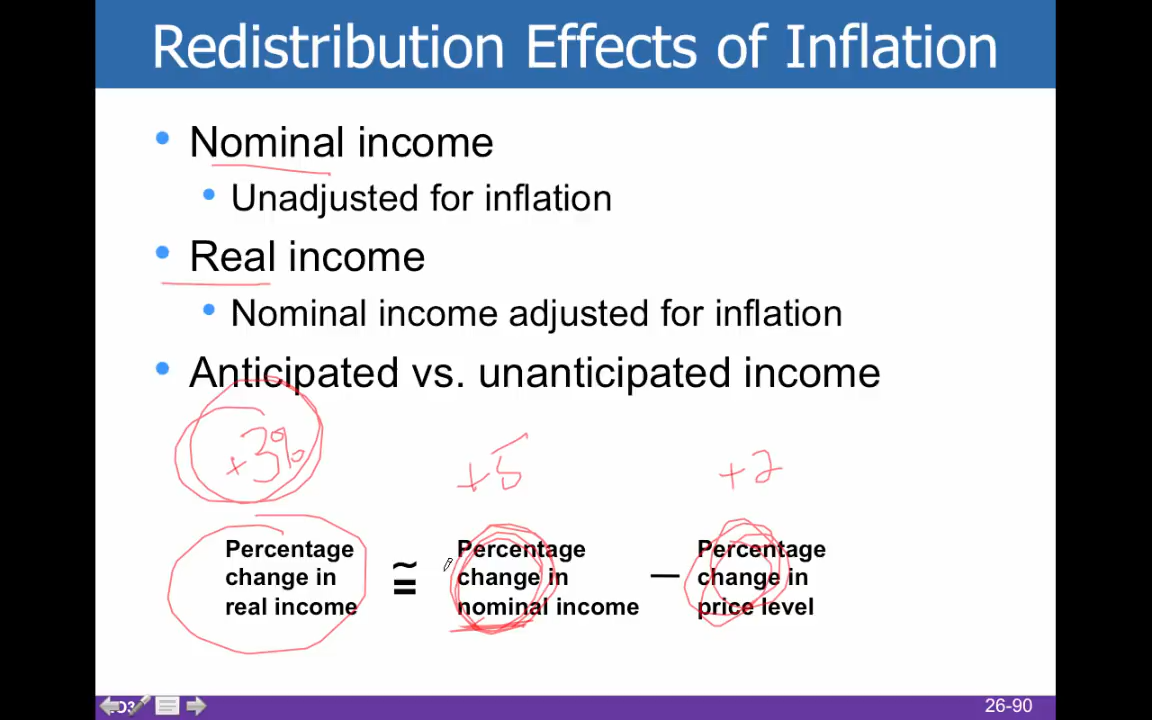 Redistribution Effects of Inflation
• Nominal income
• Unadjusted for inflation
• Real income
• Nominal income adjusted for inflation
• Anticipated vs. unanticipated income
+3% +5 +2
Percentage Percentage Percentage
change in ≅ change in — change in
real income nominal income price level
26-90